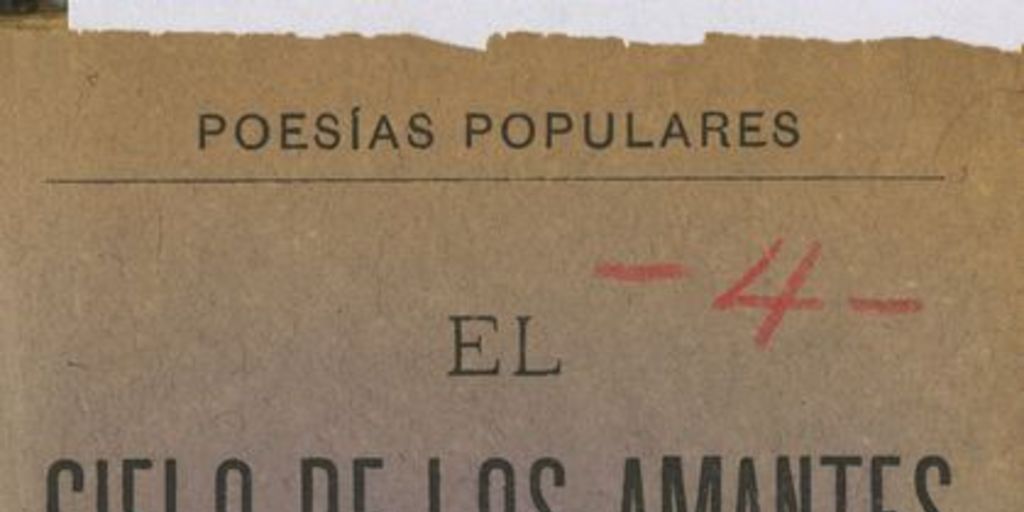 POESÍAS POPULARES
- 4 -
EL
CIELO DE LOS AMANTES